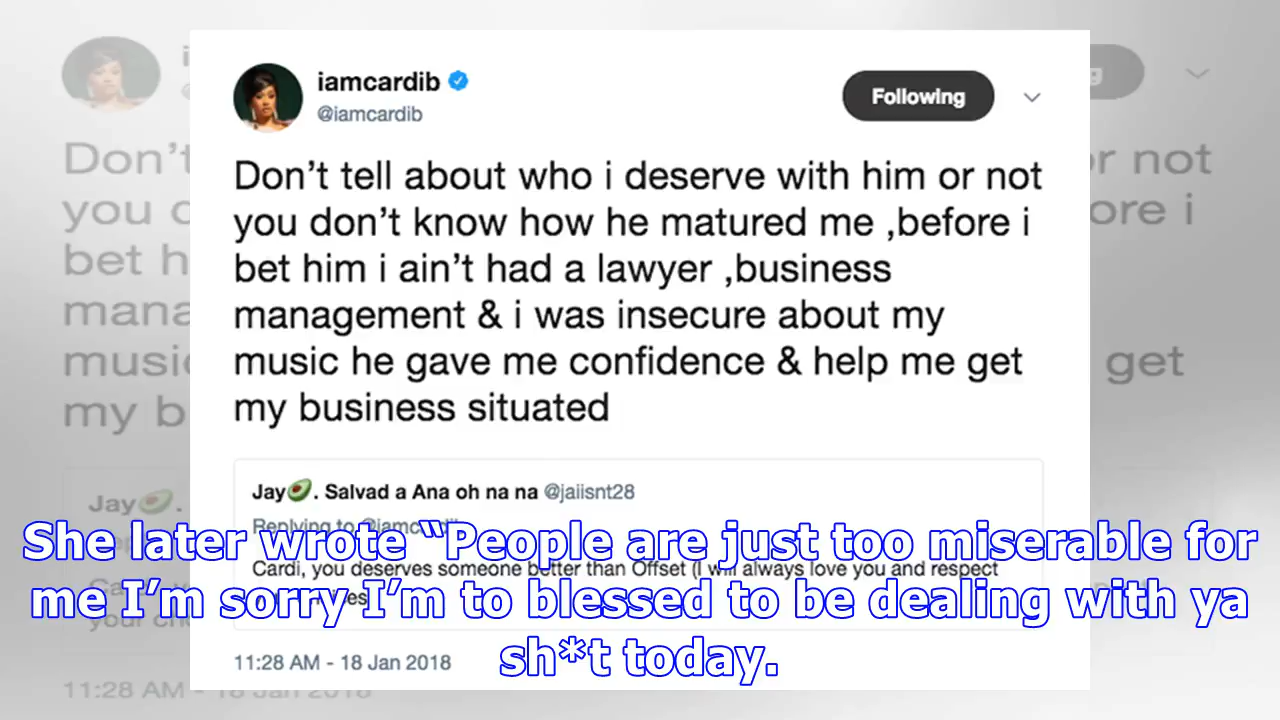 iamcardib
@iamcardib
Following
Don’t tell about who i deserve with him or not
you don’t know how he matured me ,before i
bet him i ain’t had a lawyer ,business
management & i was insecure about my
music he gave me confidence & help me get
my business situated
Jay🥑. Salvad a Ana oh na na @jaiisnt28
Replying to @iamcardib
Cardi, you deserves someone better than Offset (I will always love you and respect
She later wrote “People are just too miserable for
me I’m sorry I’m to blessed to be dealing with ya
sh*t today.
11:28 AM - 18 Jan 2018